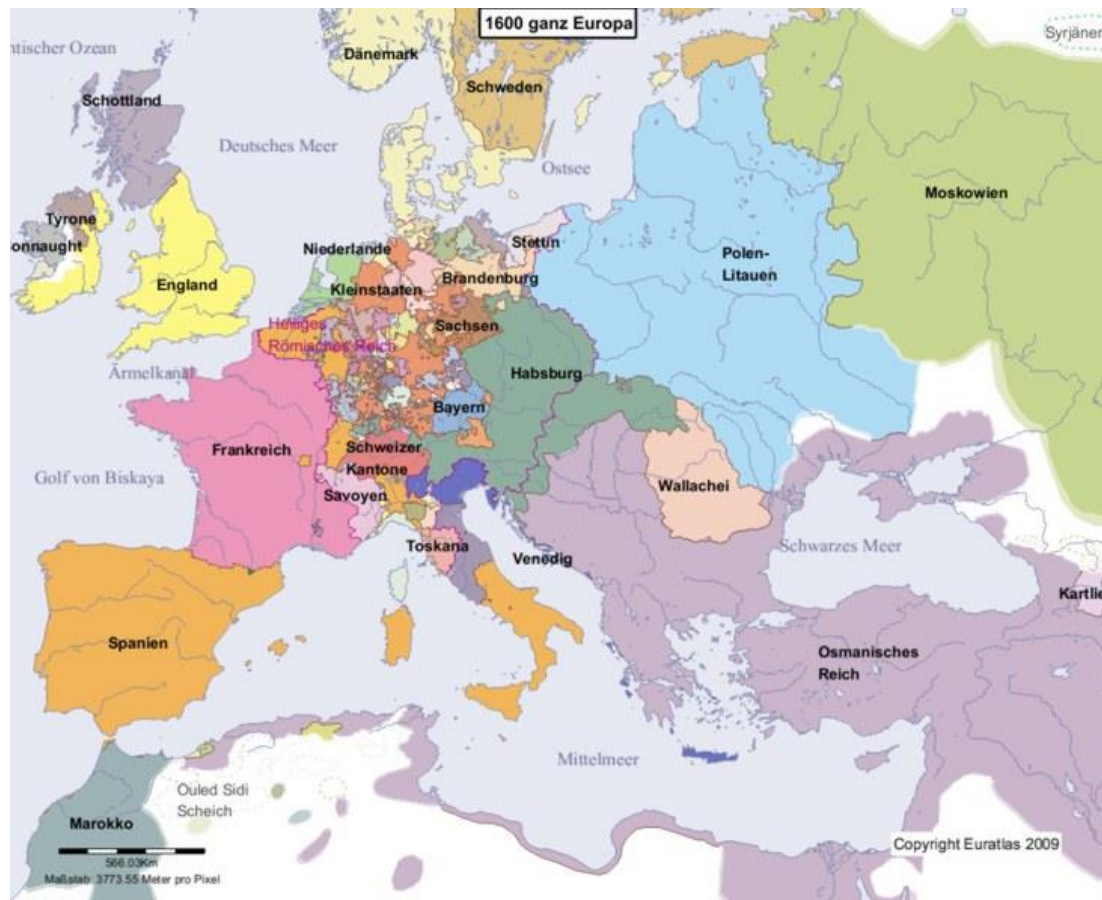 1600 ganz Europa
ntischer Ozean
Syrjäner
Dänemark
Schweden
Schottland
Deutsches Meer
Ostsee
Moskowien
Tyrone
onnaught
Niederlande
Stettin
Polen-
Litauen
England
Kleinstaaten
Brandenburg
Heiliges
Römisches Reich
Sachsen
Ärmelkanal
Habsburg
Bayern
Frankreich
Schweizer
Kantone
Golf von Biskaya
Savoyen
Wallachei
Toskana
Venedig
Schwarzes Meer
Kartlie
Spanien
Osmanisches
Reich
Mittelmeer
Ouled Sidi
Scheich
Marokko
566.03Km
Maßstab: 3773.55 Meter pro Pixel
Copyright Euratlas 2009